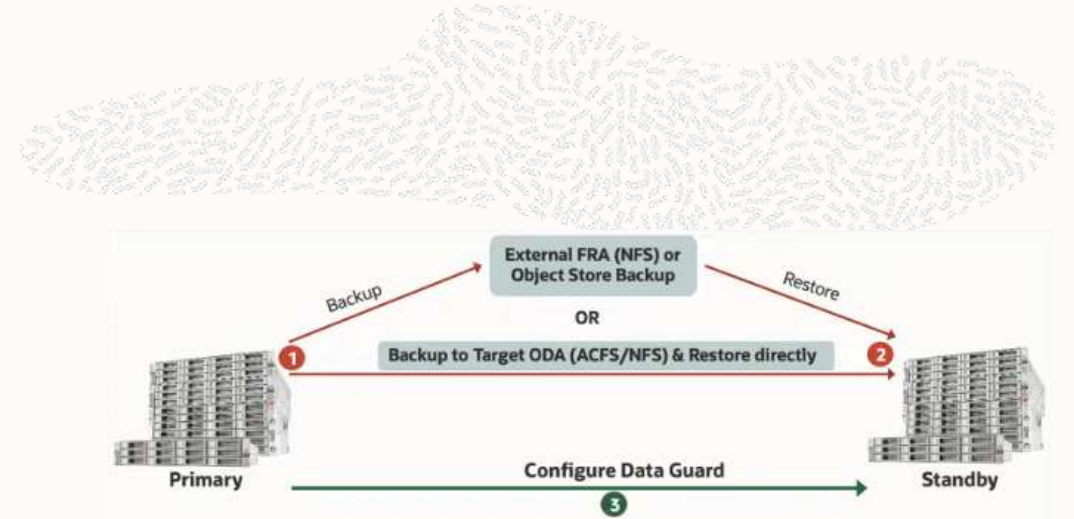 External FRA (NFS) or
Object Store Backup
Backup
Restore
OR
1
Backup to Target ODA (ACFS/NFS) & Restore directly
2
Primary
Configure Data Guard
Standby
3